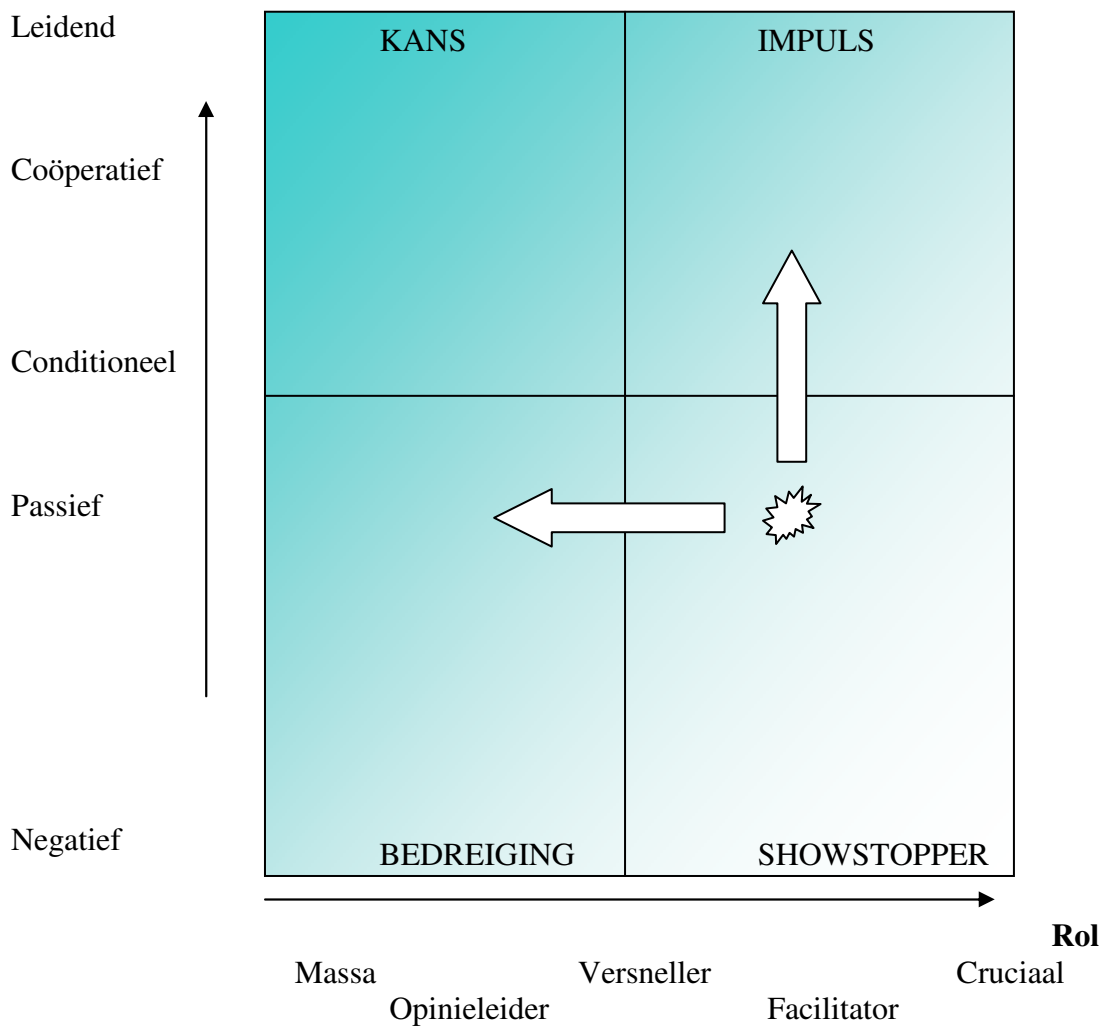 Leidend
KANS IMPULS
Coöperatief
Conditioneel
Passief
Negatief
BEDREIGING SHOWSTOPPER
Rol
Massa Versneller Cruciaal
Opinieleider Facilitator